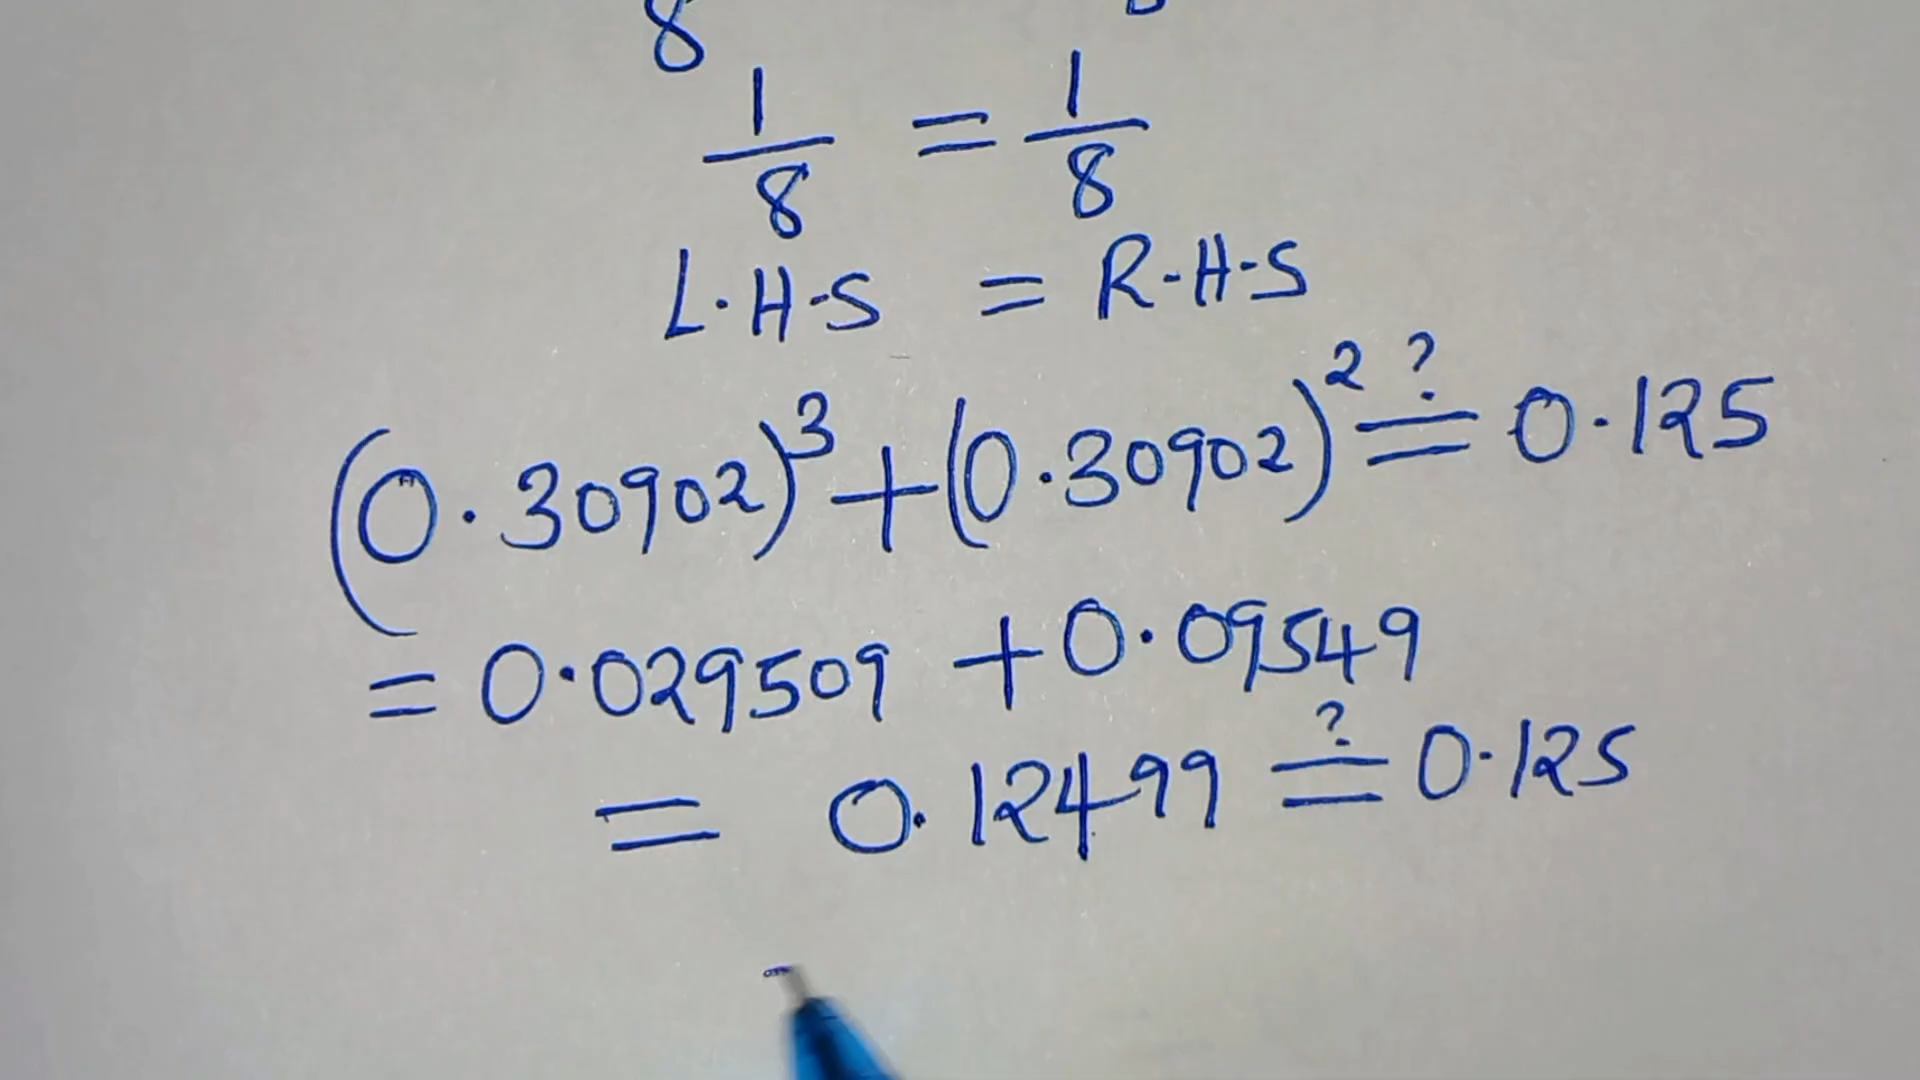 8
1/8 = 1/8
L.H.S = R.H.S
(0.30902)³ + (0.30902)² ≟ 0.125
= 0.029509 + 0.09549
= 0.12499 ≟ 0.125